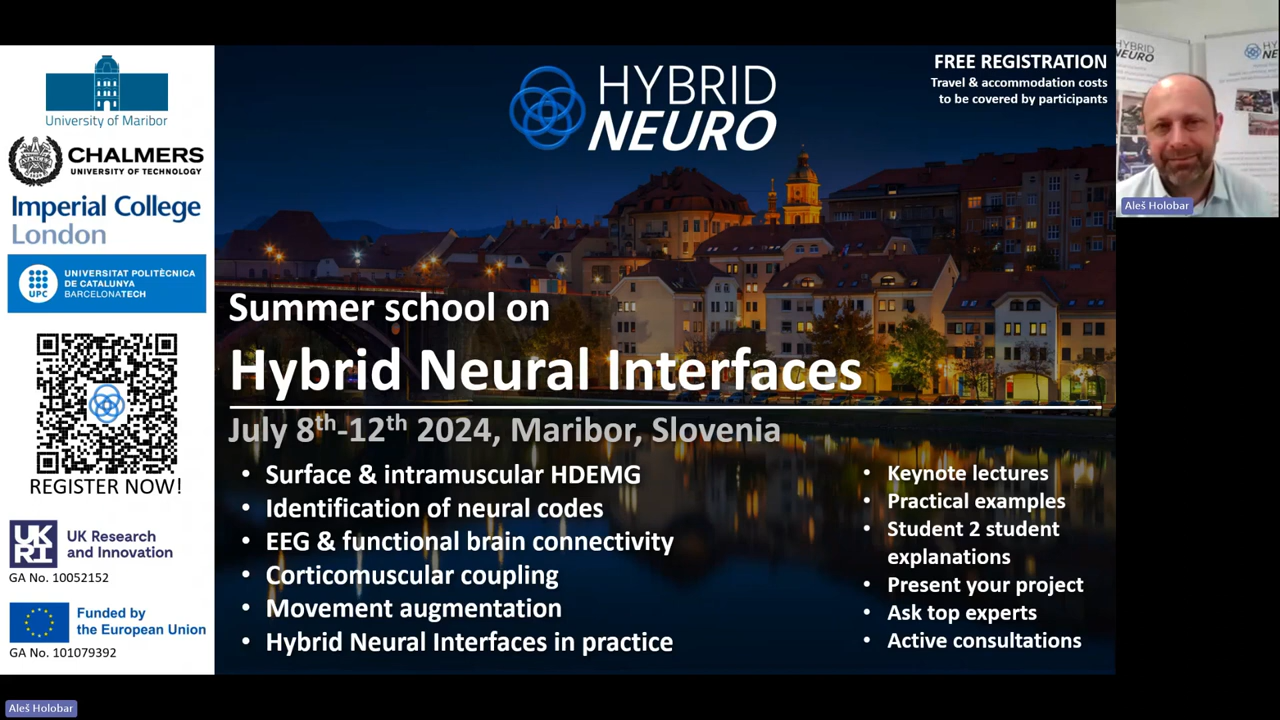 University of Maribor
CHALMERS
UNIVERSITY OF TECHNOLOGY
Imperial College
London
UPC
UNIVERSITAT POLITÈCNICA
DE CATALUNYA
BARCELONATECH
REGISTER NOW!
UK
RI
UK Research
and Innovation
GA No. 10052152
Funded by
the European Union
GA No. 101079392
HYBRID
NEURO
FREE REGISTRATION
Travel & accommodation costs
to be covered by participants
Summer school on
Hybrid Neural Interfaces
July 8th-12th 2024, Maribor, Slovenia
• Surface & intramuscular HDEMG
• Identification of neural codes
• EEG & functional brain connectivity
• Corticomuscular coupling
• Movement augmentation
• Hybrid Neural Interfaces in practice
• Keynote lectures
• Practical examples
• Student 2 student
explanations
• Present your project
• Ask top experts
• Active consultations
HYBRID
NEURO
Aleš Holobar
Aleš Holobar